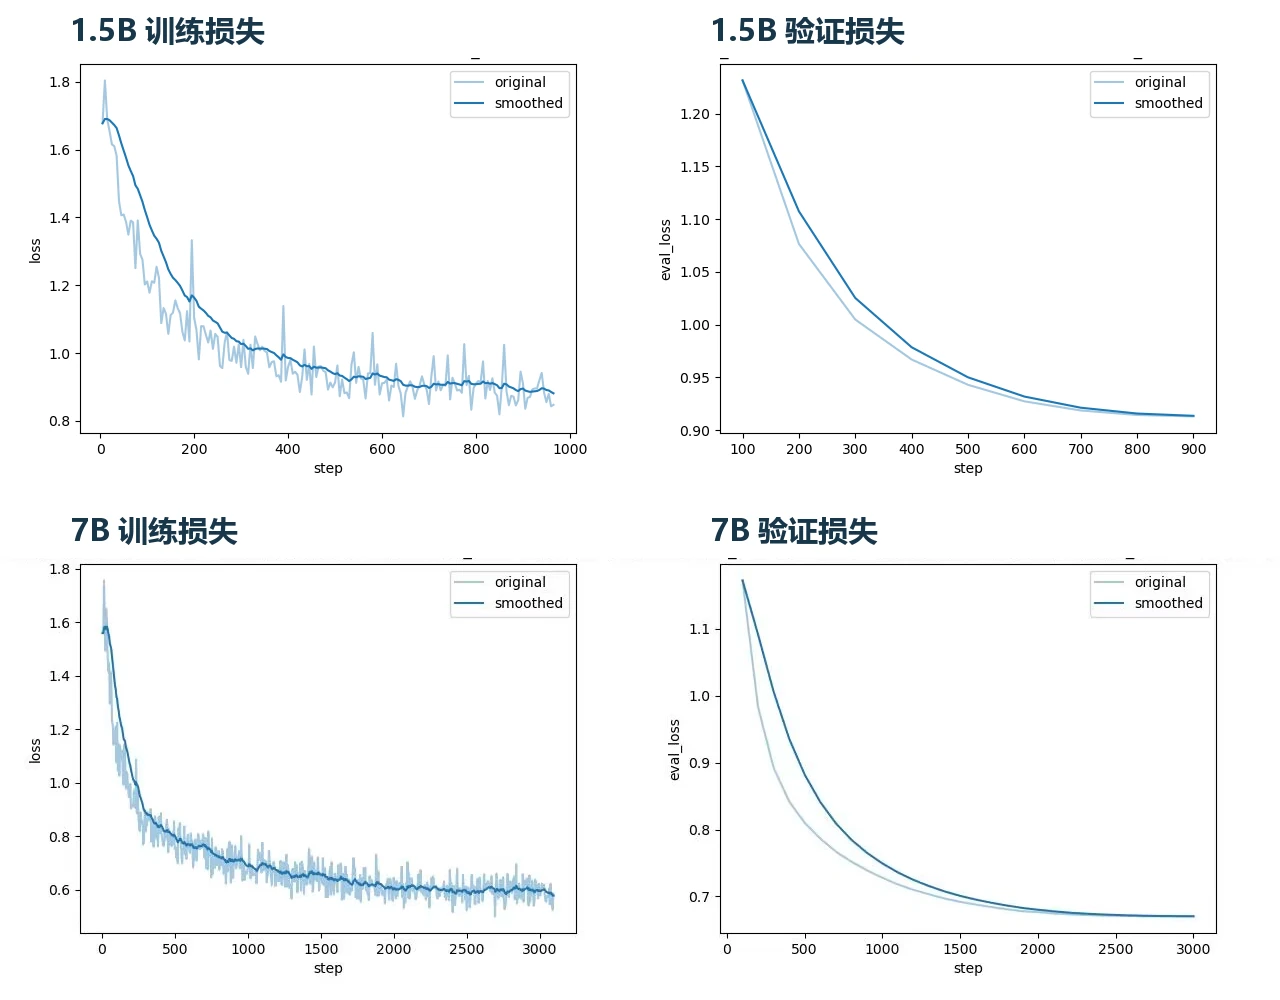 1.5B 训练损失
original
smoothed
1.8
1.6
1.4
1.2
1.0
0.8
loss
0 200 400 600 800 1000
step
1.5B 验证损失
original
smoothed
1.20
1.15
1.10
1.05
1.00
0.95
0.90
eval_loss
100 200 300 400 500 600 700 800 900
step
7B 训练损失
original
smoothed
1.8
1.6
1.4
1.2
1.0
0.8
0.6
loss
0 500 1000 1500 2000 2500 3000
step
7B 验证损失
original
smoothed
1.1
1.0
0.9
0.8
0.7
eval_loss
0 500 1000 1500 2000 2500 3000
step